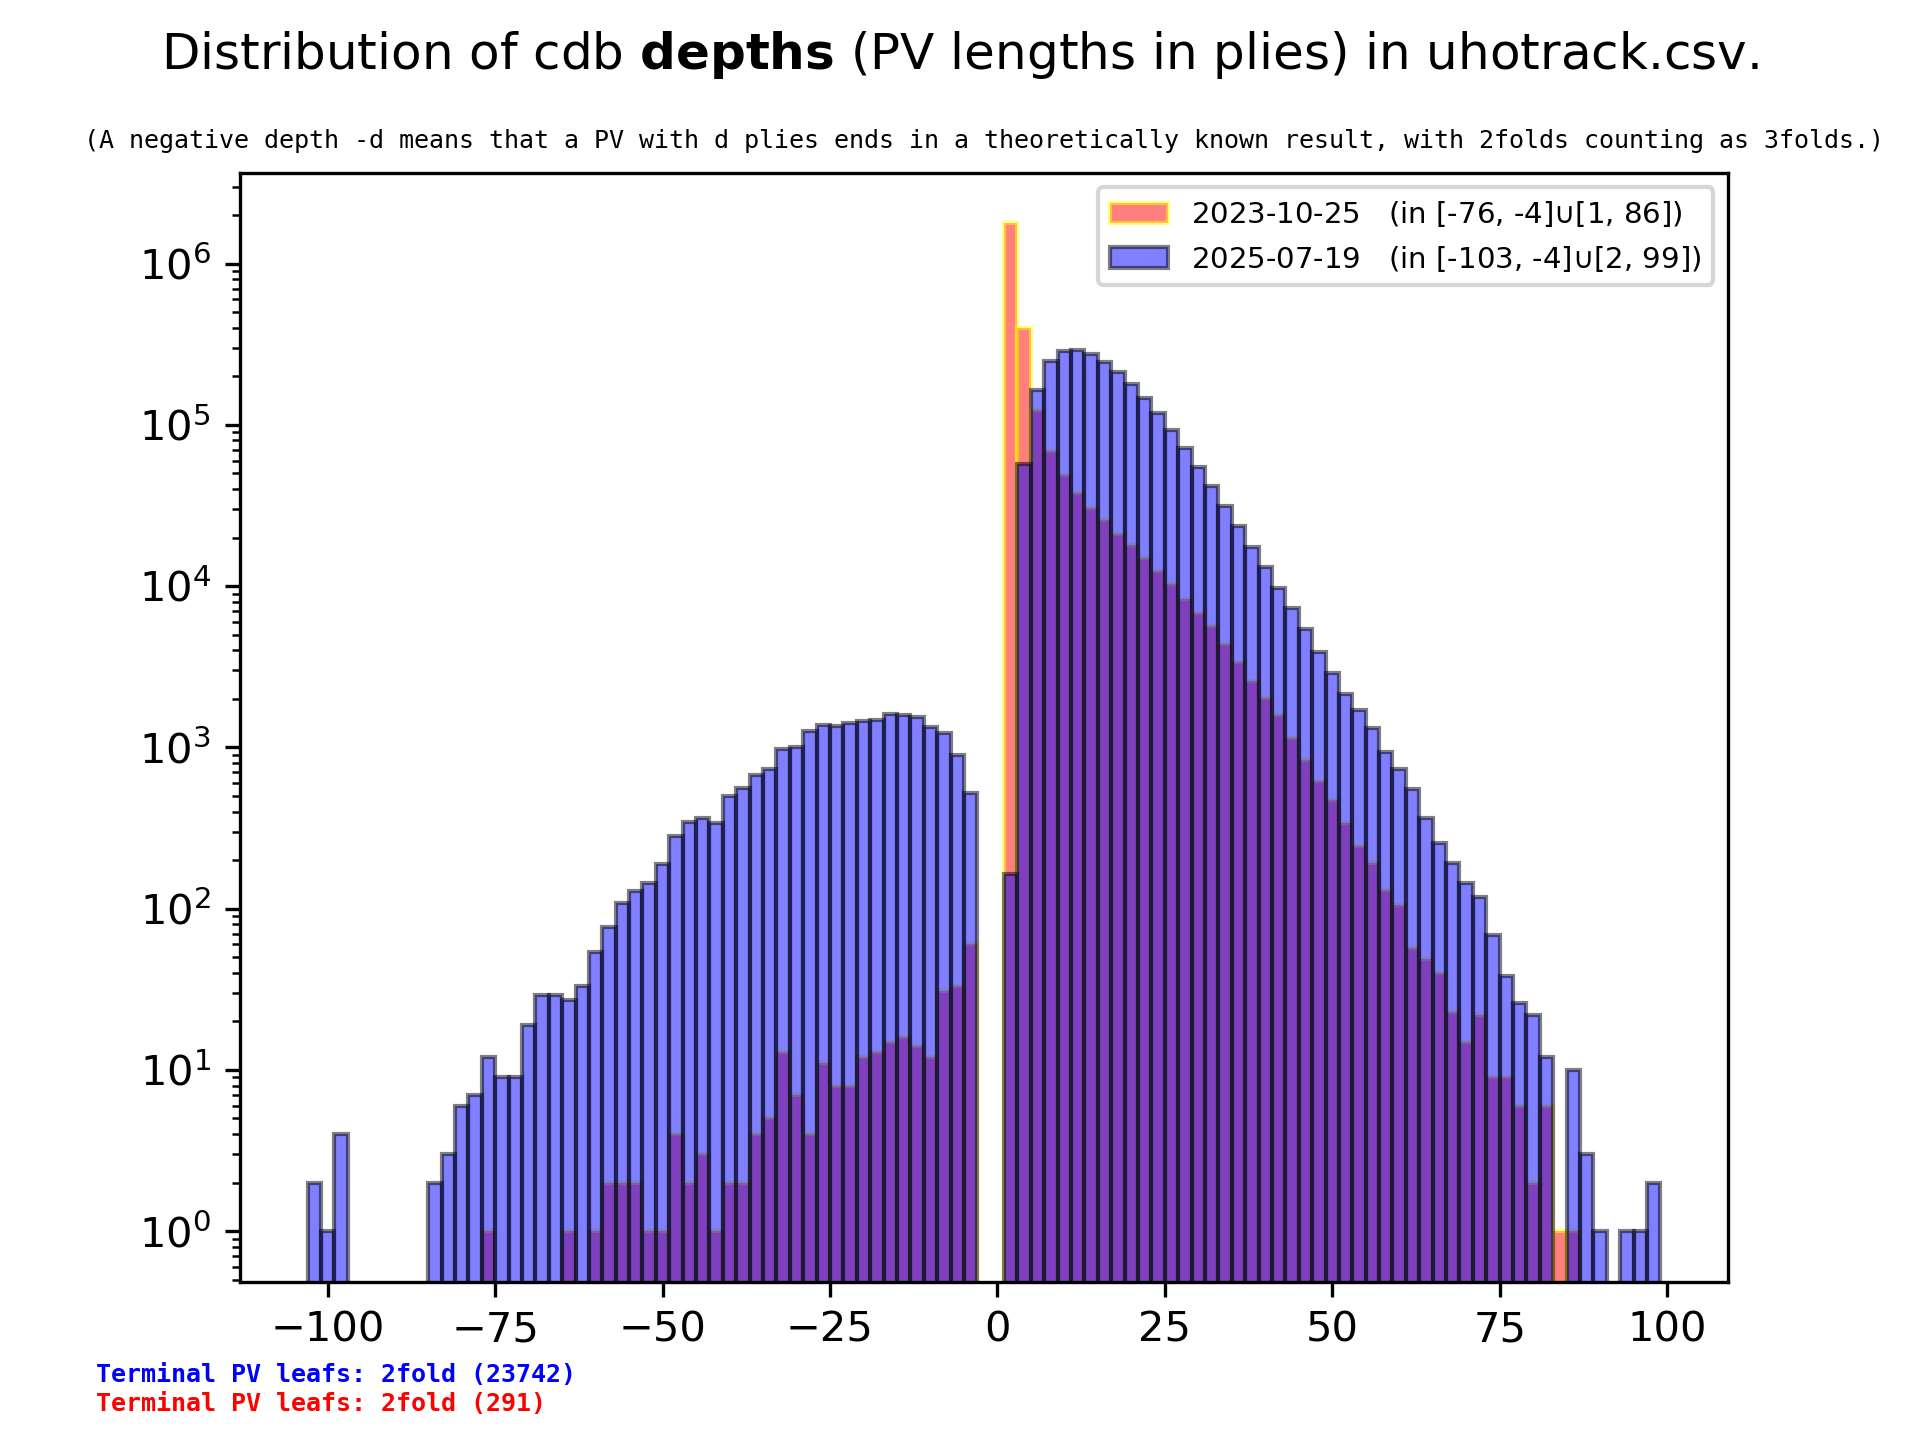 Distribution of cdb depths (PV lengths in plies) in uhotrack.csv.
(A negative depth -d means that a PV with d plies ends in a theoretically known result, with 2folds counting as 3folds.)
2023-10-25 (in [-76, -4]∪[1, 86])
2025-07-19 (in [-103, -4]∪[2, 99])
10⁶
10⁵
10⁴
10³
10²
10¹
10⁰
−100 −75 −50 −25 0 25 50 75 100
Terminal PV leafs: 2fold (23742)
Terminal PV leafs: 2fold (291)